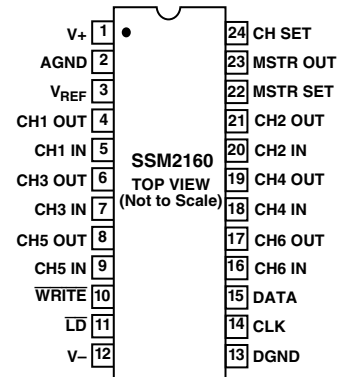 V+ 1 24 CH SET
AGND 2 23 MSTR OUT
VREF 3 22 MSTR SET
CH1 OUT 4 21 CH2 OUT
CH1 IN 5 20 CH2 IN
SSM2160
CH3 OUT 6 19 CH4 OUT
TOP VIEW
(Not to Scale)
CH3 IN 7 18 CH4 IN
CH5 OUT 8 17 CH6 OUT
CH5 IN 9 16 CH6 IN
WRITE 10 15 DATA
LD 11 14 CLK
V– 12 13 DGND